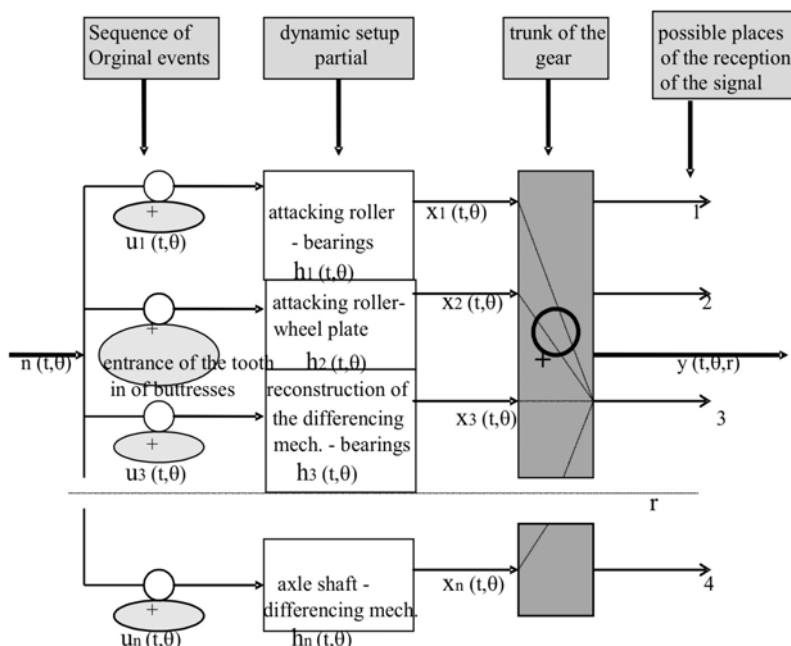 Sequence of
Orginal events
dynamic setup
partial
trunk of the
gear
possible places
of the reception
of the signal
+
u1 (t,θ)
attacking roller
- bearings
h1 (t,θ)
x1 (t,θ)
1
+
attacking roller-
wheel plate
h2 (t,θ)
x2 (t,θ)
2
n (t,θ)
entrance of the tooth
in of buttresses
+
y (t,θ,r)
+
u3 (t,θ)
reconstruction of
the differencing
mech. - bearings
h3 (t,θ)
x3 (t,θ)
3
r
+
un (t,θ)
axle shaft -
differencing mech.
hn (t,θ)
xn (t,θ)
4